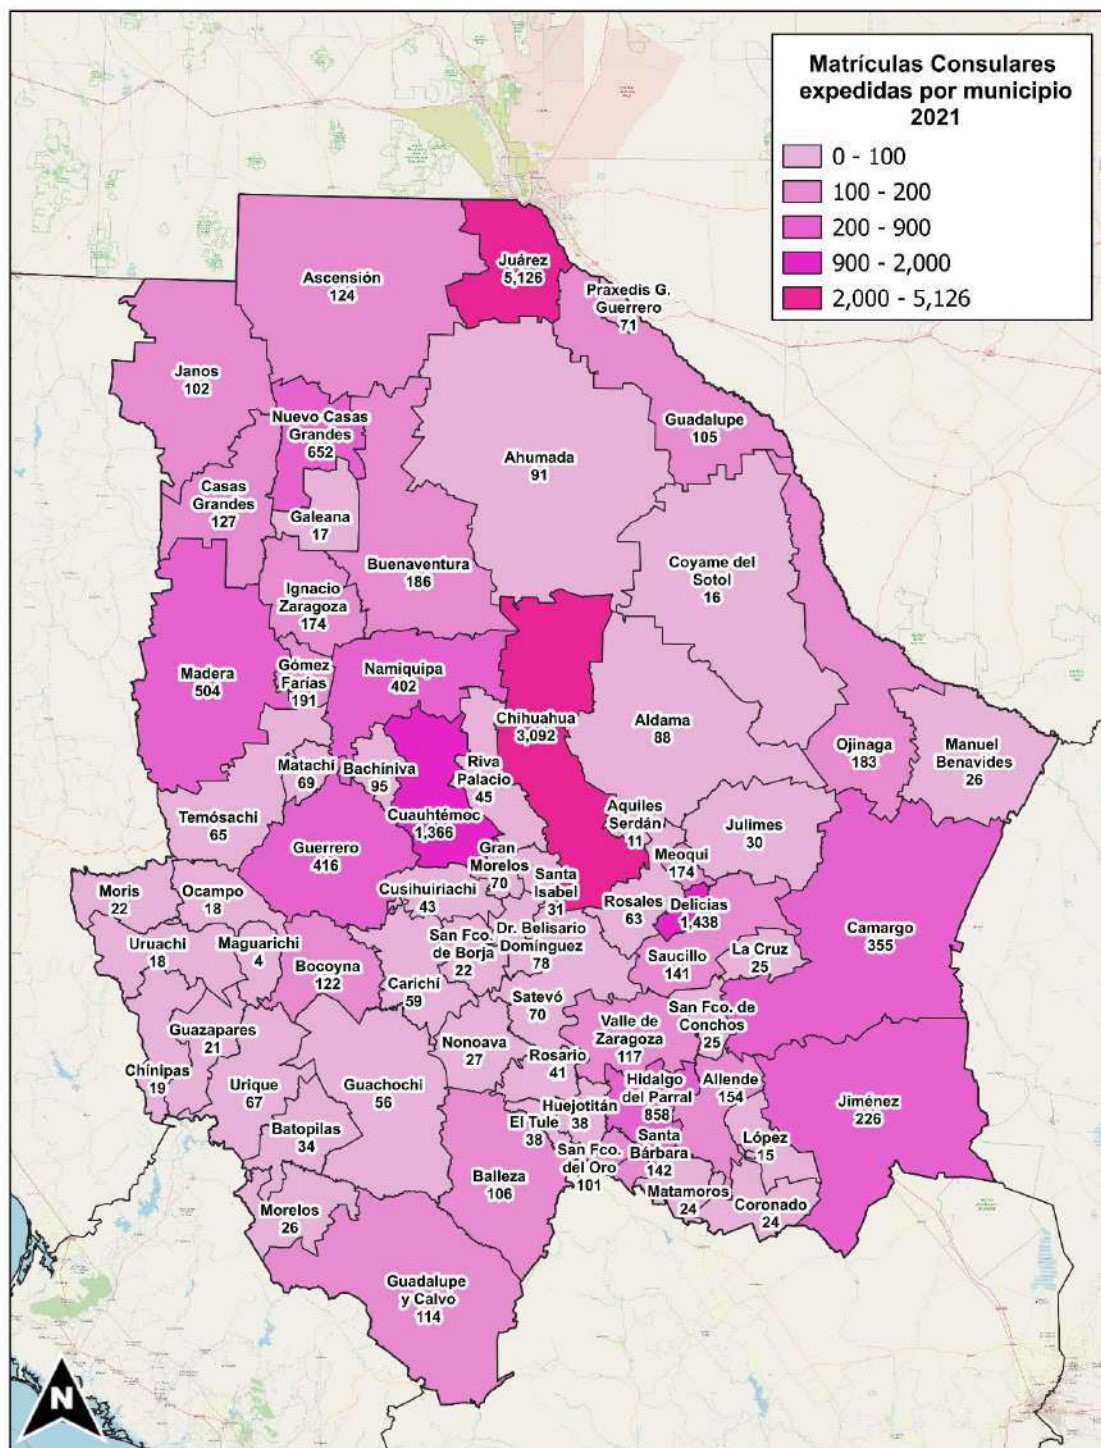 Matrículas Consulares
expedidas por municipio
2021
0 - 100
100 - 200
200 - 900
900 - 2,000
2,000 - 5,126
Juárez
5,126
Ascensión
124
Praxedis G.
Guerrero
71
Janos
102
Nuevo Casas
Grandes
652
Guadalupe
105
Ahumada
91
Casas
Grandes
127
Galeana
17
Buenaventura
186
Coyame del
Sotol
16
Ignacio
Zaragoza
174
Madera
504
Gómez
Farías
191
Namiquipa
402
Chihuahua
3,092
Aldama
88
Ojinaga
183
Manuel
Benavides
26
Matachi
69
Bachíniva
95
Riva
Palacio
45
Temósachi
65
Cuauhtémoc
1,366
Aquiles
Serdán
11
Julimes
30
Guerrero
416
Gran
Morelos
70
Meoqui
174
Moris
22
Ocampo
18
Cusihuiriachi
43
Santa
Isabel
31
Rosales
63
Delicias
1,438
Camargo
355
Uruachi
18
Maguarichi
4
Bocoyna
122
San Fco.
de Borja
22
Dr. Belisario
Domínguez
78
Saucillo
141
La Cruz
25
Carichi
59
Satevó
70
San Fco. de
Conchos
25
Guazapares
21
Nonoava
27
Valle de
Zaragoza
117
Chínipas
19
Urique
67
Guachochi
56
Rosario
41
Hidalgo
del Parral
858
Allende
154
Jiménez
226
Batopilas
34
Huejotitán
38
El Tule
38
López
15
Santa
Bárbara
142
San Fco.
del Oro
101
Balleza
106
Matamoros
24
Coronado
24
Morelos
26
Guadalupe
y Calvo
114
N